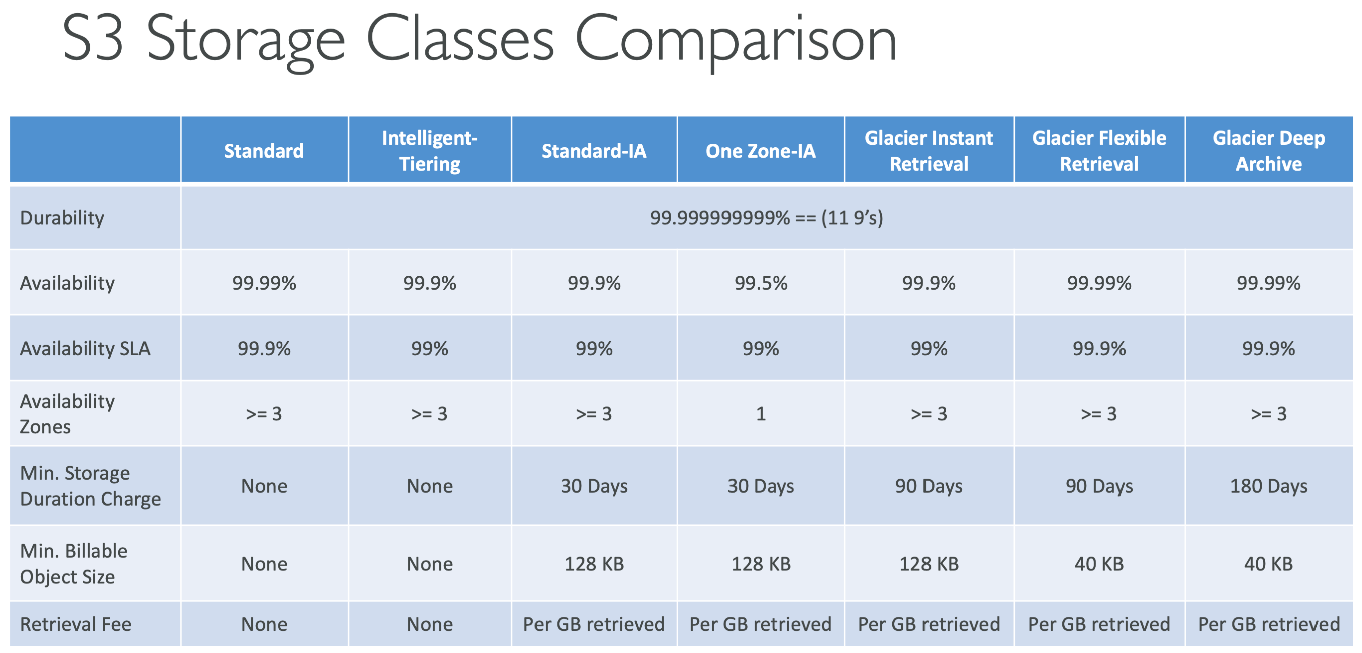 S3 Storage Classes Comparison
Standard
Intelligent-
Tiering
Standard-IA
One Zone-IA
Glacier Instant
Retrieval
Glacier Flexible
Retrieval
Glacier Deep
Archive
Durability
99.999999999% == (11 9’s)
Availability
99.99%
99.9%
99.9%
99.5%
99.9%
99.99%
99.99%
Availability SLA
99.9%
99%
99%
99%
99%
99.9%
99.9%
Availability
Zones
>= 3
>= 3
>= 3
1
>= 3
>= 3
>= 3
Min. Storage
Duration Charge
None
None
30 Days
30 Days
90 Days
90 Days
180 Days
Min. Billable
Object Size
None
None
128 KB
128 KB
128 KB
40 KB
40 KB
Retrieval Fee
None
None
Per GB retrieved
Per GB retrieved
Per GB retrieved
Per GB retrieved
Per GB retrieved